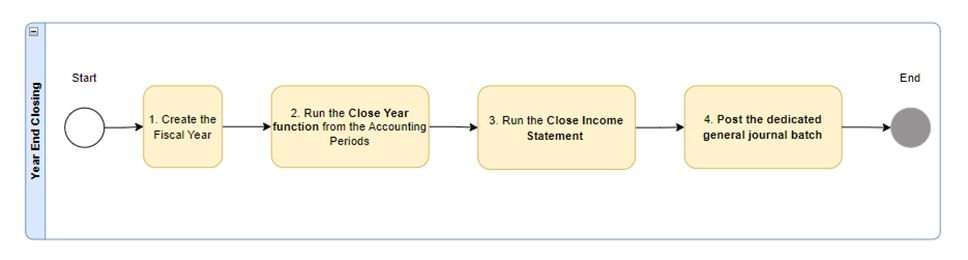 Year End Closing
Start
1. Create the
Fiscal Year
2. Run the Close Year
function from the Accounting
Periods
3. Run the Close Income
Statement
4. Post the dedicated
general journal batch
End